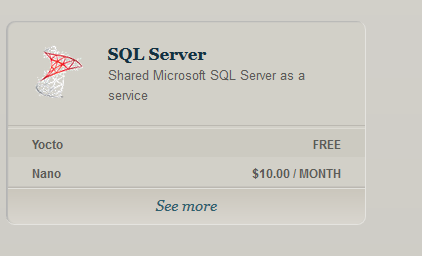 SQL Server
Shared Microsoft SQL Server as a
service
Yocto FREE
Nano $10.00 / MONTH
See more